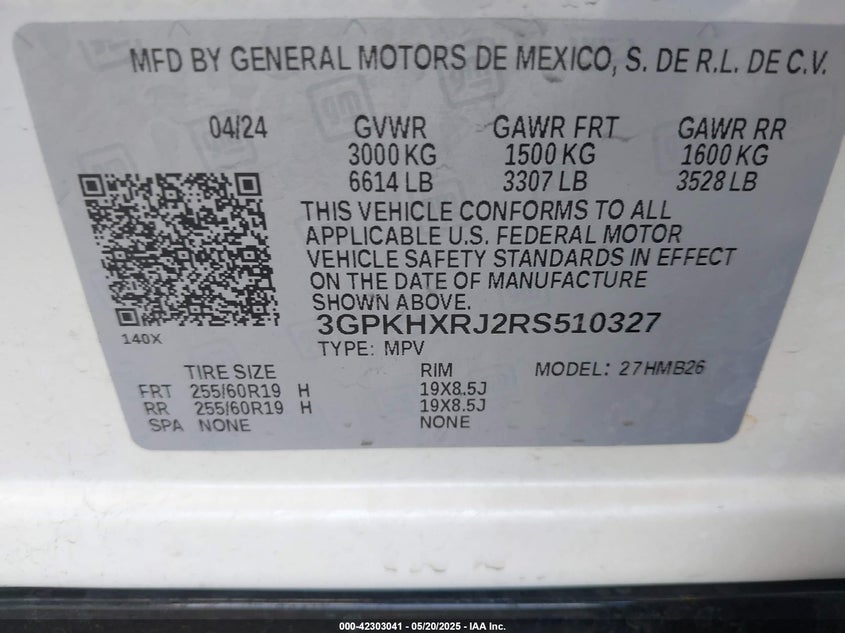 MFD BY GENERAL MOTORS DE MEXICO, S. DE R.L. DE C.V.
04/24 GVWR GAWR FRT GAWR RR
3000 KG 1500 KG 1600 KG
6614 LB 3307 LB 3528 LB
THIS VEHICLE CONFORMS TO ALL
APPLICABLE U.S. FEDERAL MOTOR
VEHICLE SAFETY STANDARDS IN EFFECT
ON THE DATE OF MANUFACTURE
SHOWN ABOVE.
3GPKHXRJ2RS510327
140X
TYPE: MPV
TIRE SIZE RIM MODEL: 27HMB26
FRT 255/60R19 H 19X8.5J
RR 255/60R19 H 19X8.5J
SPA NONE NONE
000-42303041 — 05/20/2025 - IAA Inc.